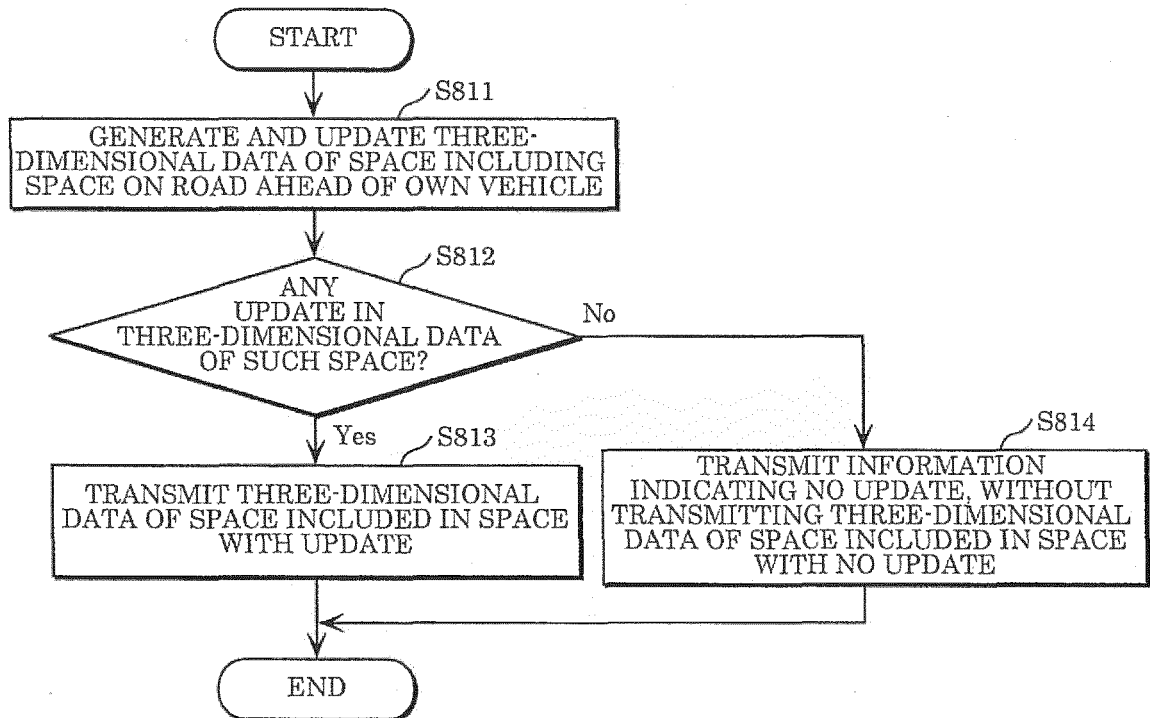 START
S811
GENERATE AND UPDATE THREE-
DIMENSIONAL DATA OF SPACE INCLUDING
SPACE ON ROAD AHEAD OF OWN VEHICLE
S812
ANY
UPDATE IN
THREE-DIMENSIONAL DATA
OF SUCH SPACE?
No
Yes
S813
TRANSMIT THREE-DIMENSIONAL
DATA OF SPACE INCLUDED IN SPACE
WITH UPDATE
S814
TRANSMIT INFORMATION
INDICATING NO UPDATE, WITHOUT
TRANSMITTING THREE-DIMENSIONAL
DATA OF SPACE INCLUDED IN SPACE
WITH NO UPDATE
END